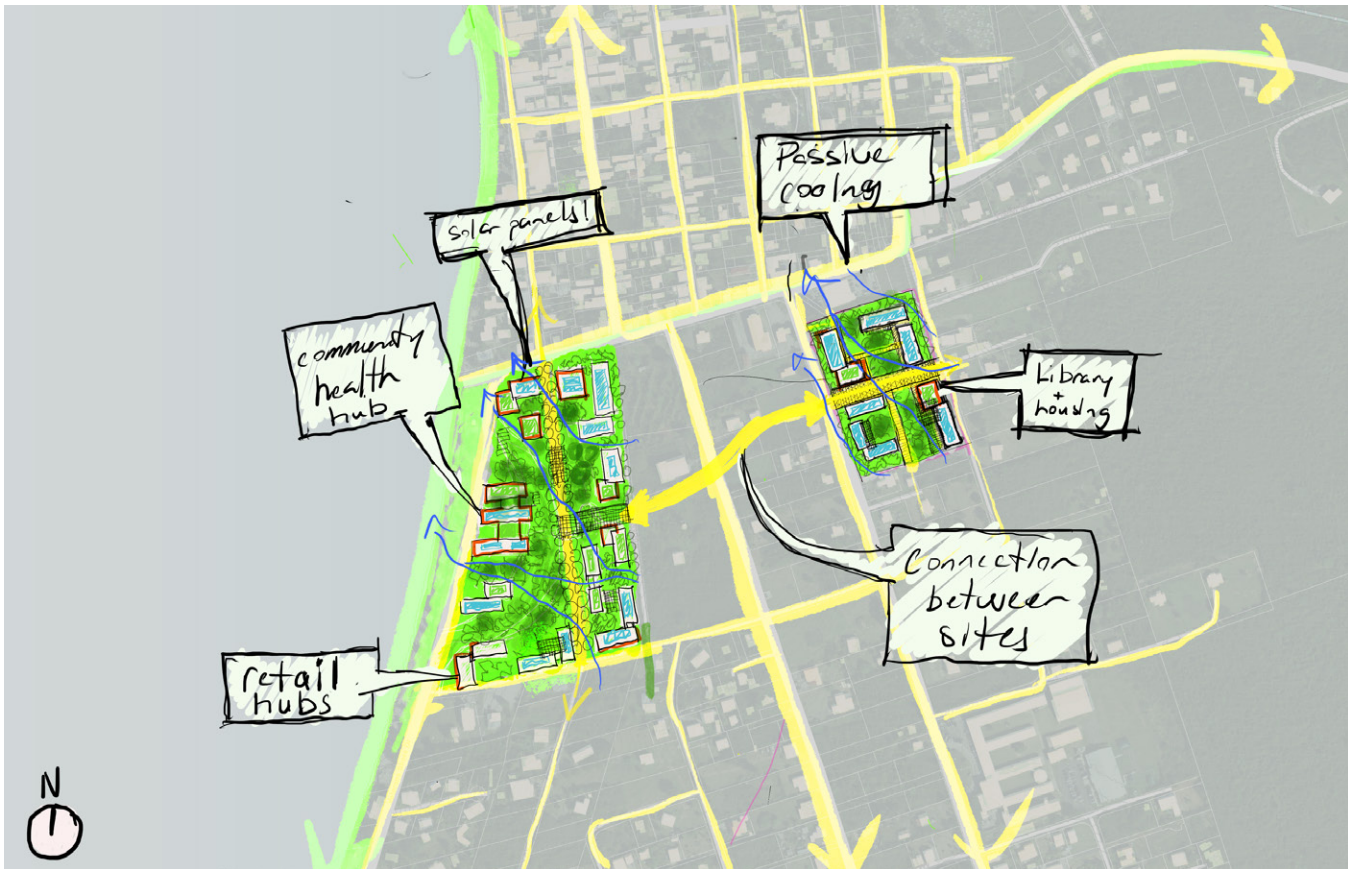 Passive
cooling
solar panels!
community
health
hub
Library
+
housing
connection
between
sites
retail
hubs
N